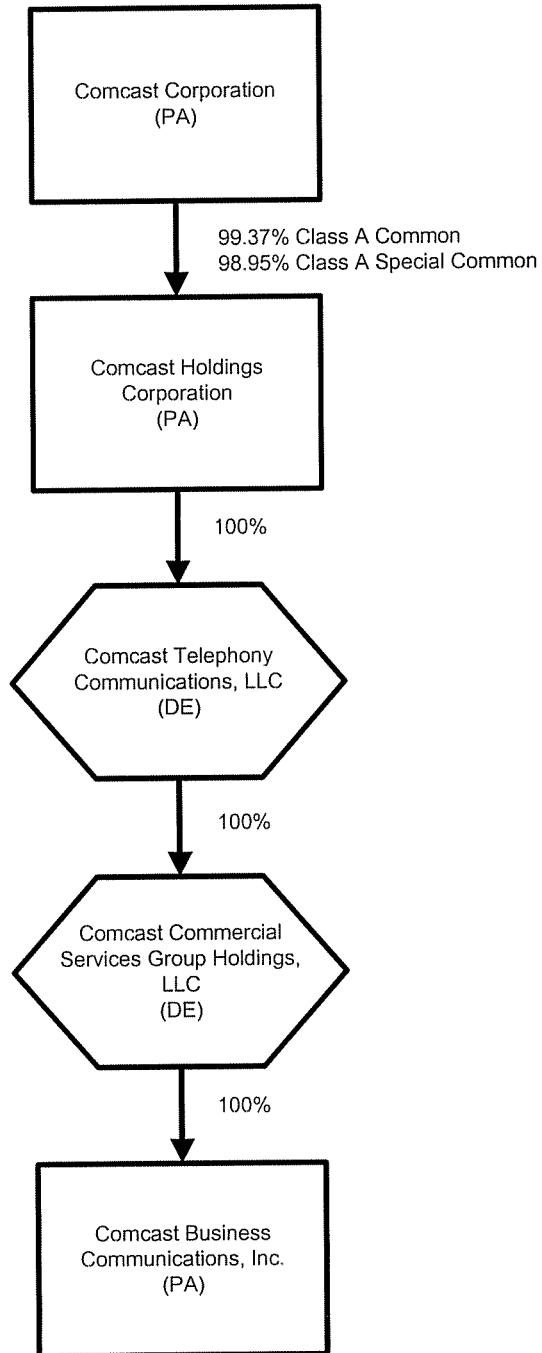 Comcast Corporation
(PA)
99.37% Class A Common
98.95% Class A Special Common
Comcast Holdings
Corporation
(PA)
100%
Comcast Telephony
Communications, LLC
(DE)
100%
Comcast Commercial
Services Group Holdings,
LLC
(DE)
100%
Comcast Business
Communications, Inc.
(PA)